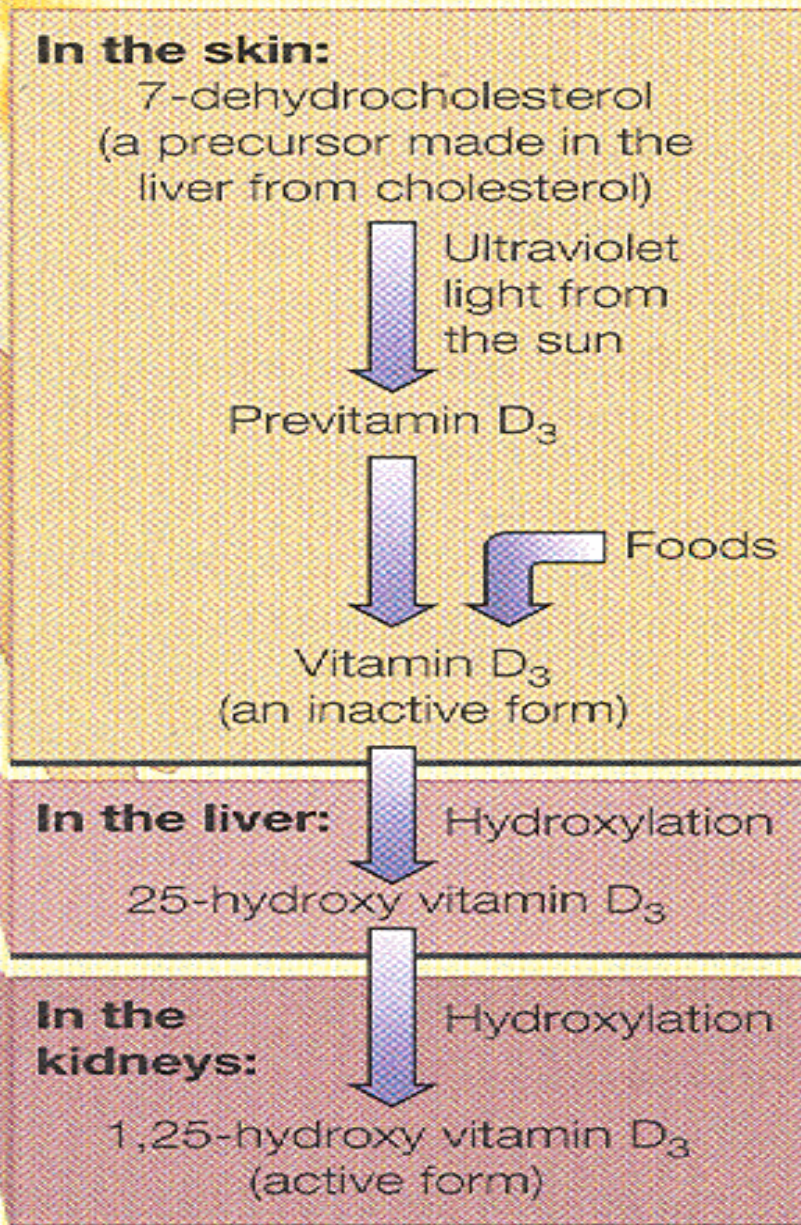 In the skin:
7-dehydrocholesterol
(a precursor made in the
liver from cholesterol)
Ultraviolet
light from
the sun
Previtamin D₃
Foods
Vitamin D₃
(an inactive form)
In the liver:
Hydroxylation
25-hydroxy vitamin D₃
In the
kidneys:
Hydroxylation
1,25-hydroxy vitamin D₃
(active form)